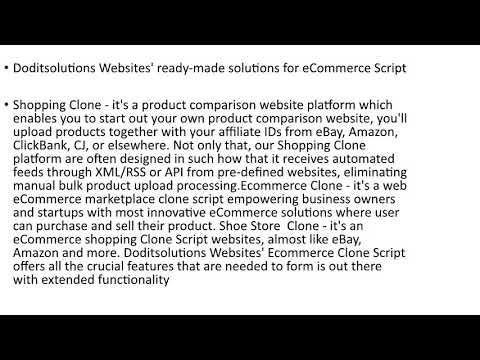 • Doditsolutions Websites' ready-made solutions for eCommerce Script
• Shopping Clone - it's a product comparison website platform which
enables you to start out your own product comparison website, you'll
upload products together with your affiliate IDs from eBay, Amazon,
ClickBank, CJ, or elsewhere. Not only that, our Shopping Clone
platform are often designed in such how that it receives automated
feeds through XML/RSS or API from pre-defined websites, eliminating
manual bulk product upload processing.Ecommerce Clone - it's a web
eCommerce marketplace clone script empowering business owners
and startups with most innovative eCommerce solutions where user
can purchase and sell their product. Shoe Store  Clone - it's an
eCommerce shopping Clone Script websites, almost like eBay,
Amazon and more. Doditsolutions Websites' Ecommerce Clone Script
offers all the crucial features that are needed to form is out there
with extended functionality